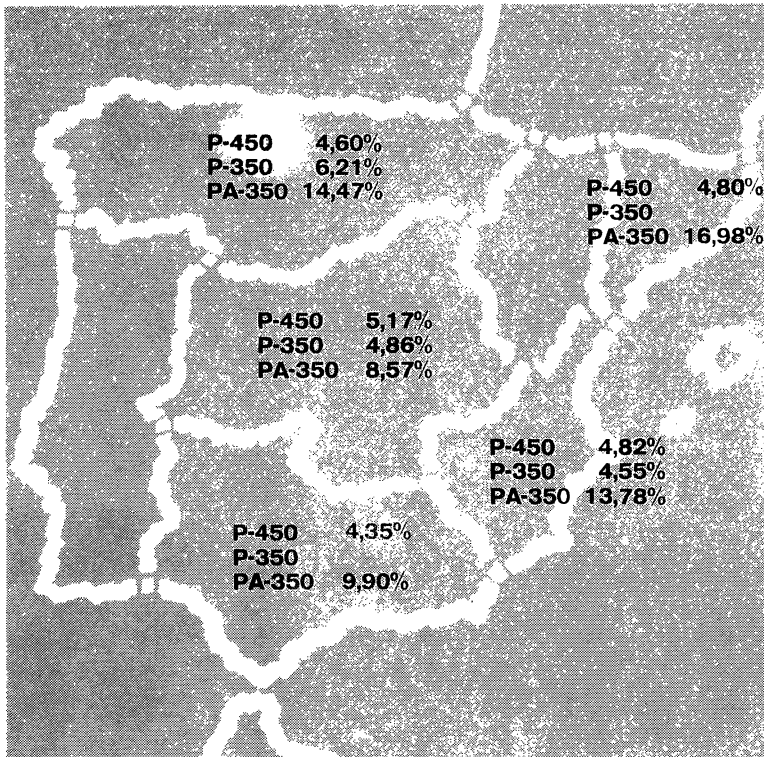 P-450 4,60%
P-350 6,21%
PA-350 14,47%
P-450 4,80%
P-350
PA-350 16,98%
P-450 5,17%
P-350 4,86%
PA-350 8,57%
P-450 4,82%
P-350 4,55%
PA-350 13,78%
P-450 4,35%
P-350
PA-350 9,90%